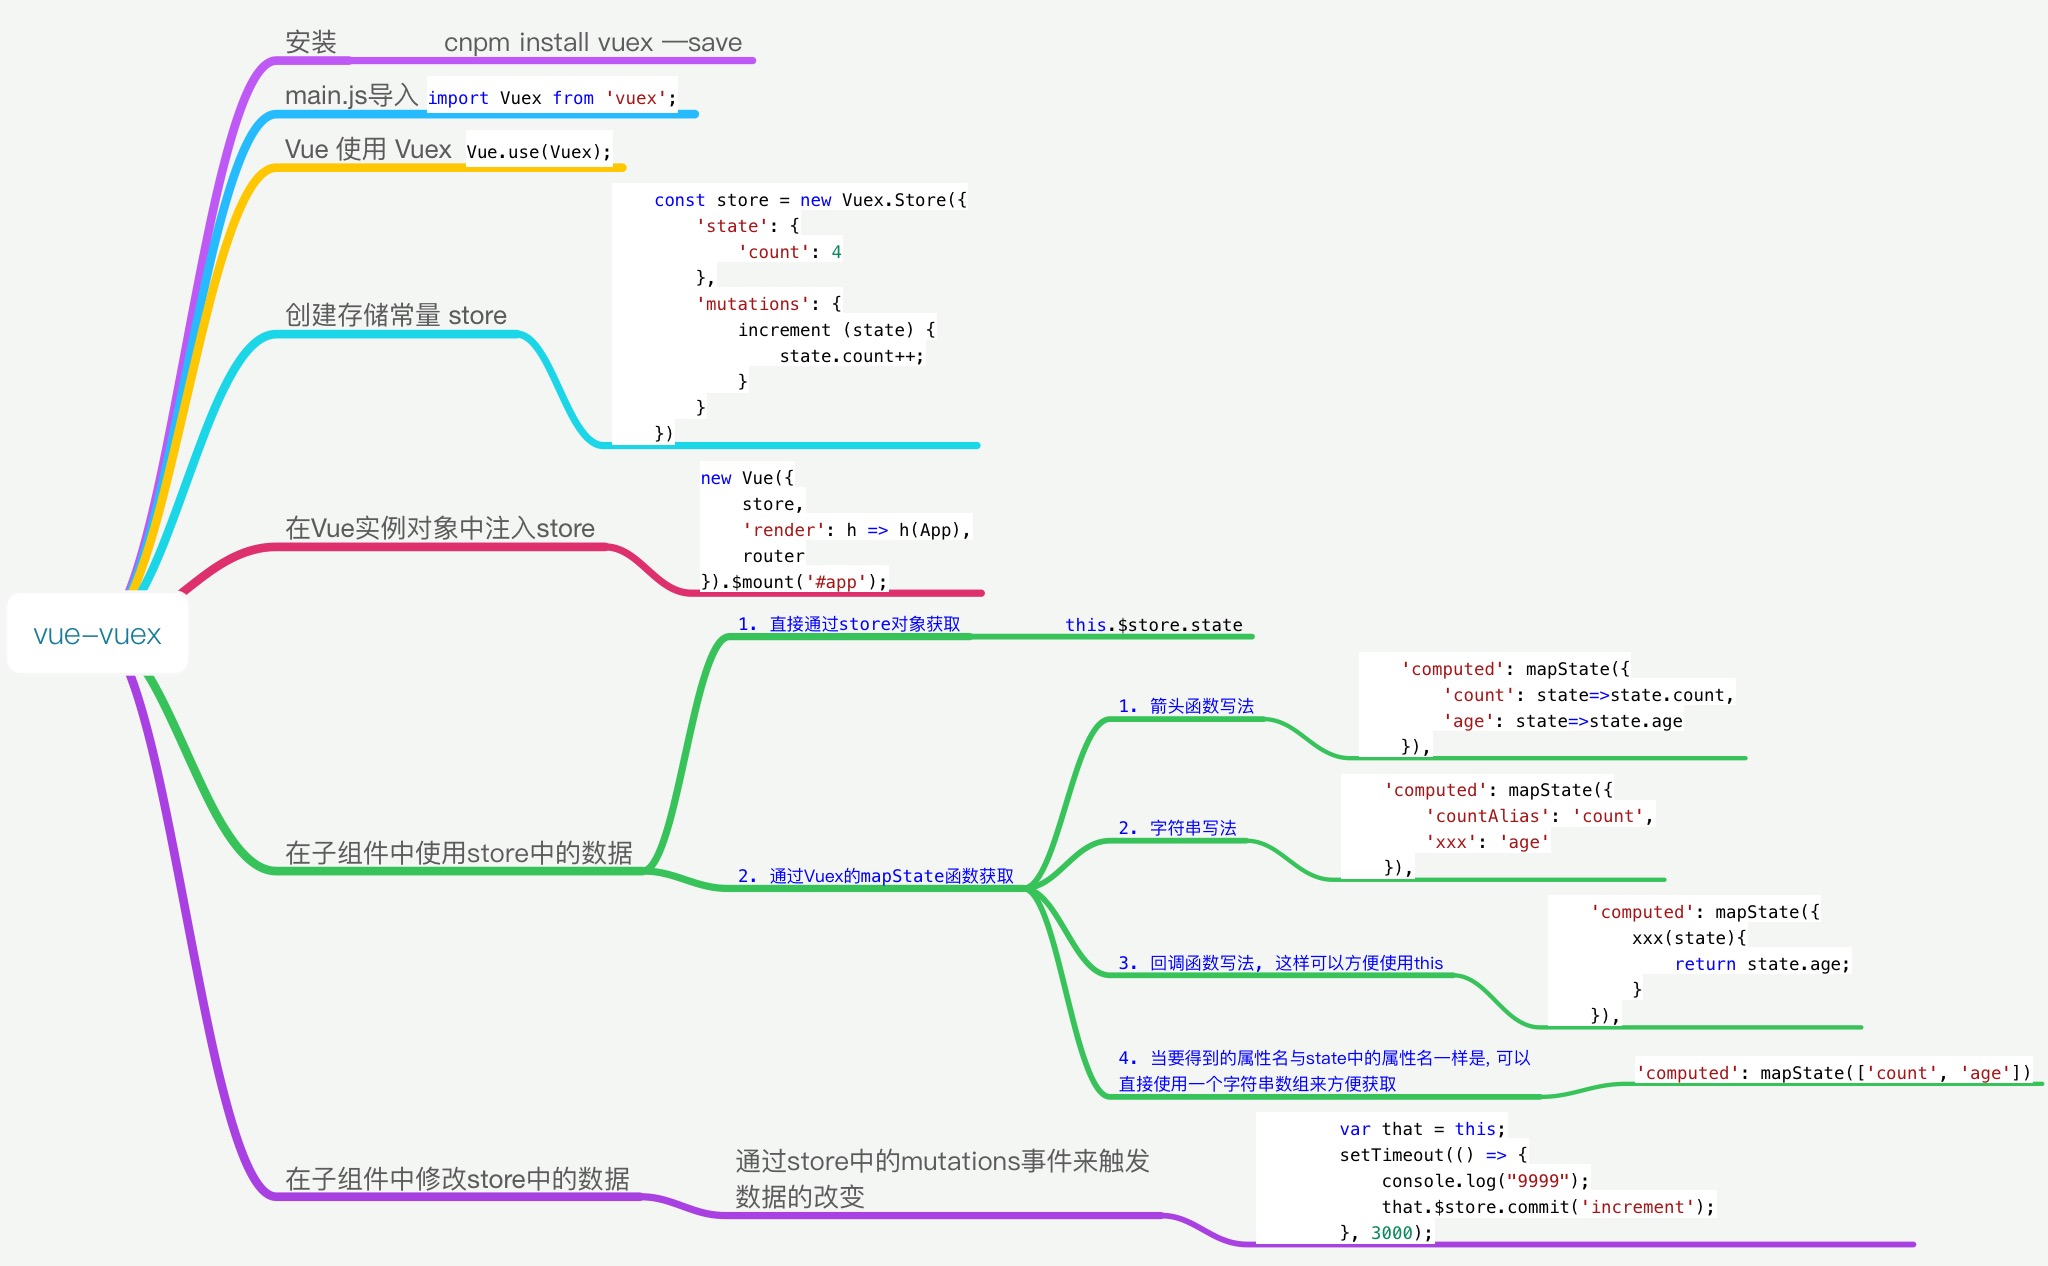 安装
cnpm install vuex —save
main.js导入
import Vuex from 'vuex';
Vue 使用 Vuex
Vue.use(Vuex);
创建存储常量 store
const store = new Vuex.Store({
'state': {
'count': 4
},
'mutations': {
increment (state) {
state.count++;
}
}
})
在Vue实例对象中注入store
new Vue({
store,
'render': h => h(App),
router
}).$mount('#app');
vue-vuex
在子组件中使用store中的数据
1. 直接通过store对象获取
this.$store.state
2. 通过Vuex的mapState函数获取
1. 箭头函数写法
'computed': mapState({
'count': state=>state.count,
'age': state=>state.age
}),
2. 字符串写法
'computed': mapState({
'countAlias': 'count',
'xxx': 'age'
}),
3. 回调函数写法, 这样可以方便使用this
'computed': mapState({
xxx(state){
return state.age;
}
}),
4. 当要得到的属性名与state中的属性名一样是, 可以
直接使用一个字符串数组来方便获取
'computed': mapState(['count', 'age'])
在子组件中修改store中的数据
通过store中的mutations事件来触发
数据的改变
var that = this;
setTimeout(() => {
console.log("9999");
that.$store.commit('increment');
}, 3000);